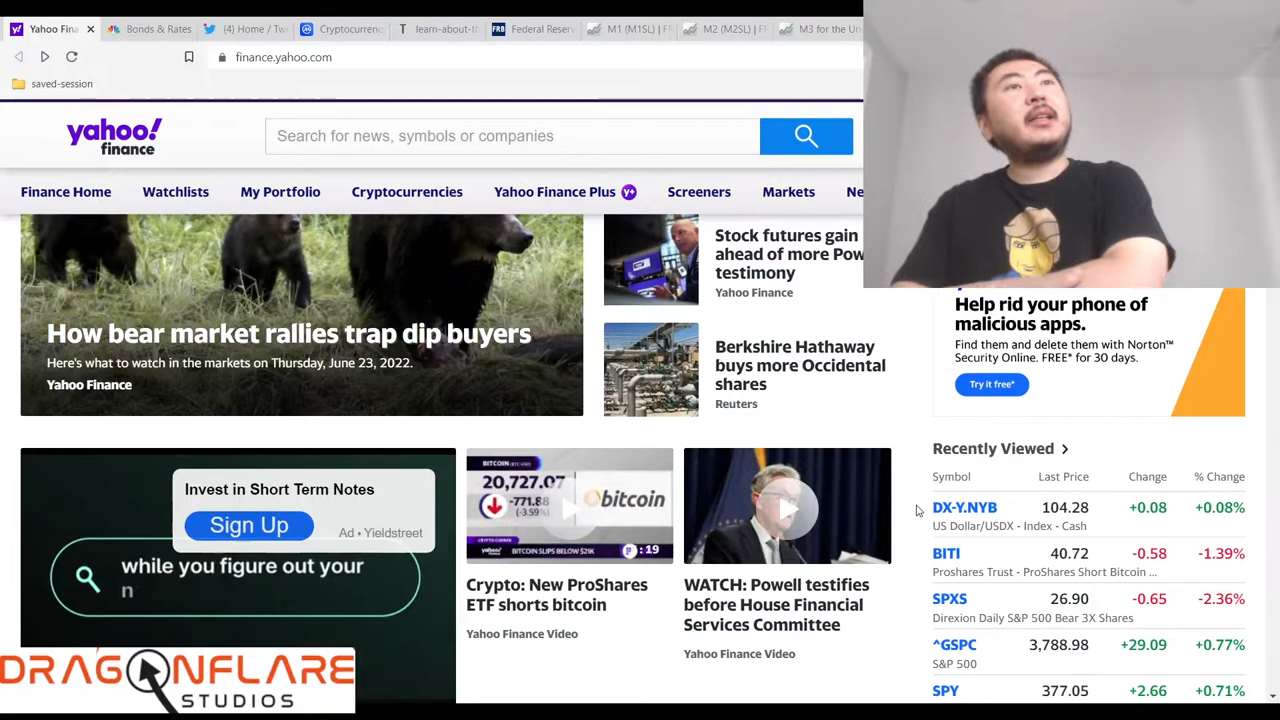 Yahoo Fina
Bonds & Rates
(4) Home / Tw
Cryptocurrenc
learn-about-th
Federal Reserv
M1 (M1SL) | F
M2 (M2SL) | F
M3 for the Un
finance.yahoo.com
saved-session
yahoo!
finance
Search for news, symbols or companies
Finance Home
Watchlists
My Portfolio
Cryptocurrencies
Yahoo Finance Plus
Screeners
Markets
Ne
How bear market rallies trap dip buyers
Here's what to watch in the markets on Thursday, June 23, 2022.
Yahoo Finance
Stock futures gain
ahead of more Pow
testimony
Yahoo Finance
Berkshire Hathaway
buys more Occidental
shares
Reuters
Help rid your phone of
malicious apps.
Find them and delete them with Norton™
Security Online. FREE* for 30 days.
Try it free*
Invest in Short Term Notes
Sign Up
Ad • Yieldstreet
while you figure out your
n
BITCOIN
20,727.07
-771.88
(-3.59%)
bitcoin
BITCOIN SLIPS BELOW $21K
:19
Crypto: New ProShares
ETF shorts bitcoin
Yahoo Finance Video
WATCH: Powell testifies
before House Financial
Services Committee
Yahoo Finance Video
Recently Viewed
Symbol Last Price Change % Change
DX-Y.NYB 104.28 +0.08 +0.08%
US Dollar/USDX - Index - Cash
BITI 40.72 -0.58 -1.39%
Proshares Trust - ProShares Short Bitcoin ...
SPXS 26.90 -0.65 -2.36%
Direxion Daily S&P 500 Bear 3X Shares
^GSPC 3,788.98 +29.09 +0.77%
S&P 500
SPY 377.05 +2.66 +0.71%
DRAGONFLARE
STUDIOS